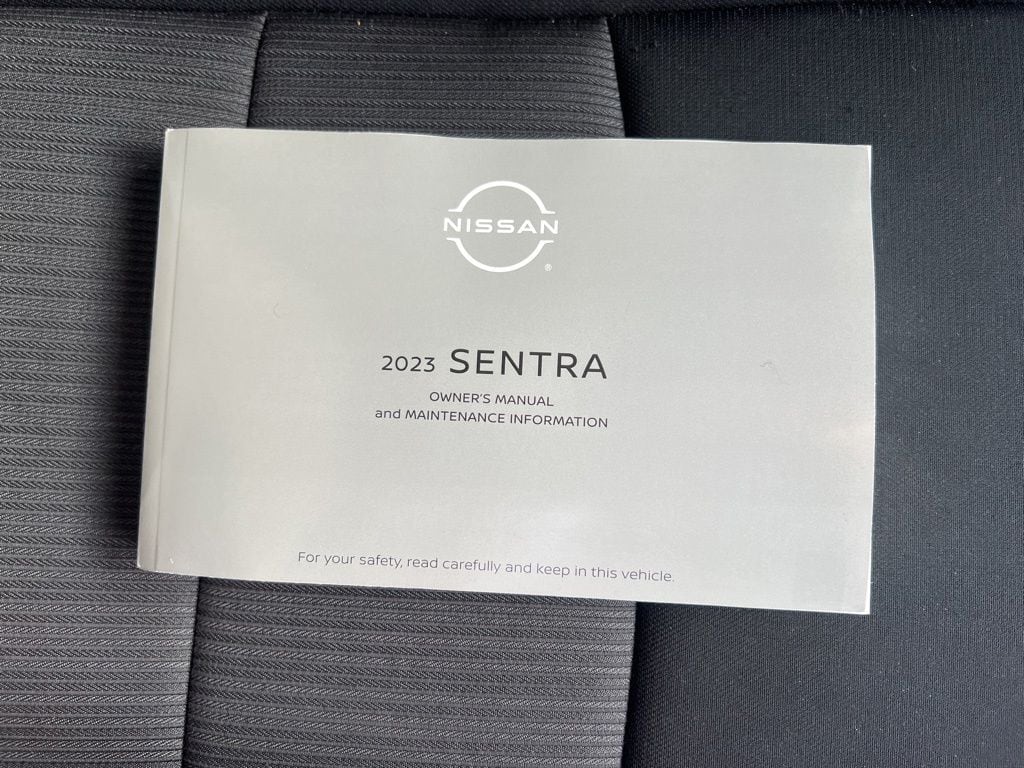 NISSAN
®
2023 SENTRA
OWNER'S MANUAL
and MAINTENANCE INFORMATION
For your safety, read carefully and keep in this vehicle.